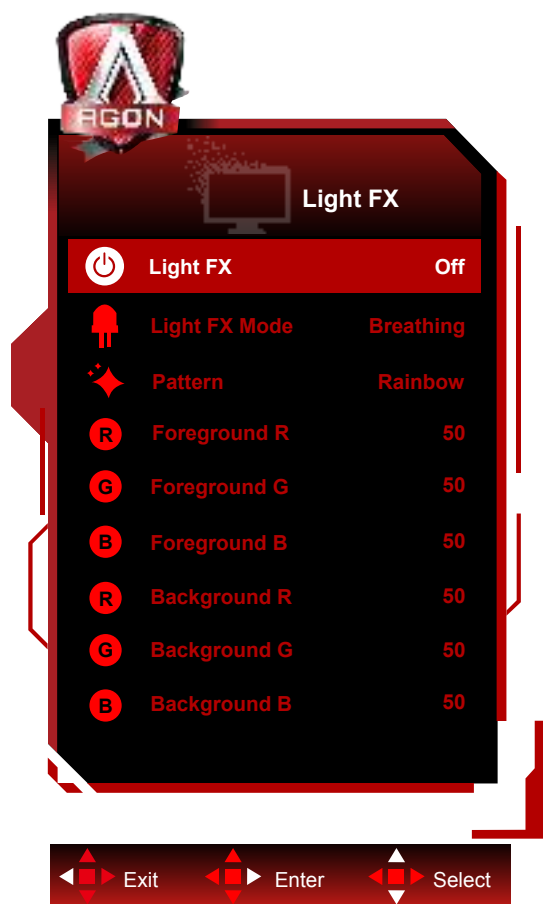 AGON
Light FX
Light FX Off
Light FX Mode Breathing
Pattern Rainbow
R Foreground R 50
G Foreground G 50
B Foreground B 50
R Background R 50
G Background G 50
B Background B 50
Exit Enter Select